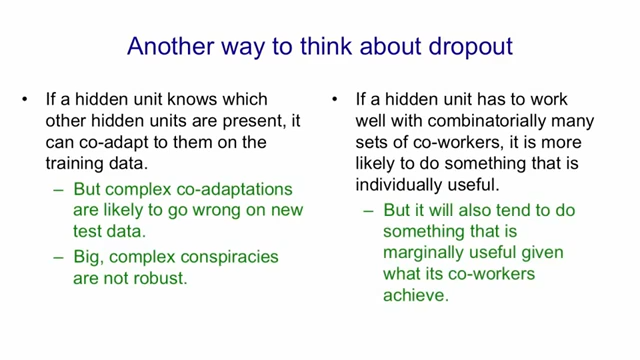 Another way to think about dropout
• If a hidden unit knows which
other hidden units are present, it
can co-adapt to them on the
training data.
– But complex co-adaptations
are likely to go wrong on new
test data.
– Big, complex conspiracies
are not robust.
• If a hidden unit has to work
well with combinatorially many
sets of co-workers, it is more
likely to do something that is
individually useful.
– But it will also tend to do
something that is
marginally useful given
what its co-workers
achieve.